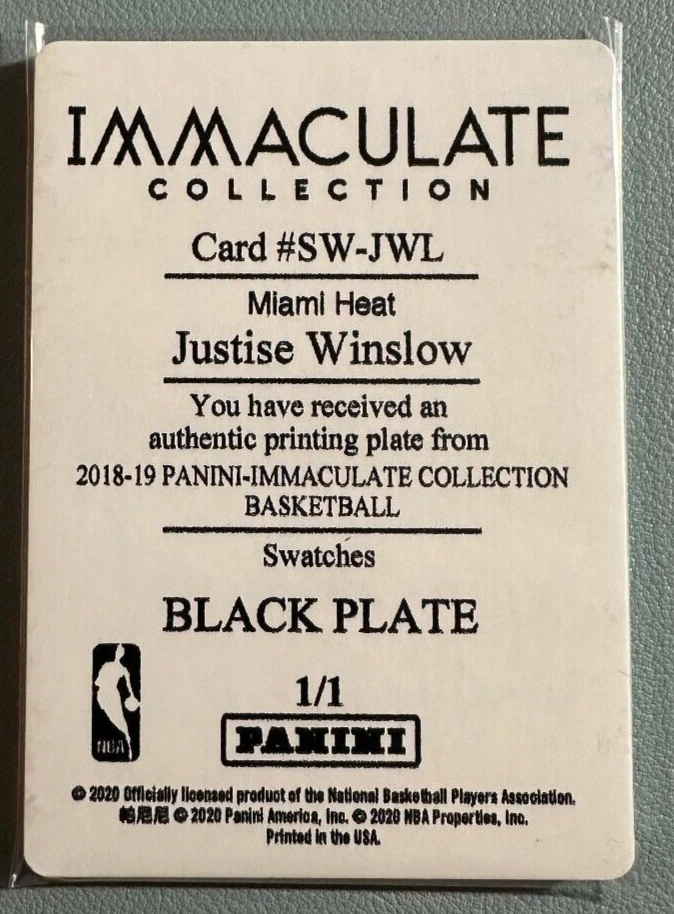 IMMACULATE
COLLECTION
Card #SW-JWL
Miami Heat
Justise Winslow
You have received an
authentic printing plate from
2018-19 PANINI-IMMACULATE COLLECTION
BASKETBALL
Swatches
BLACK PLATE
1/1
NBA
PANINI
© 2020 Officially licensed product of the National Basketball Players Association.
帕尼尼 © 2020 Panini America, Inc. © 2020 NBA Properties, Inc.
Printed in the USA.